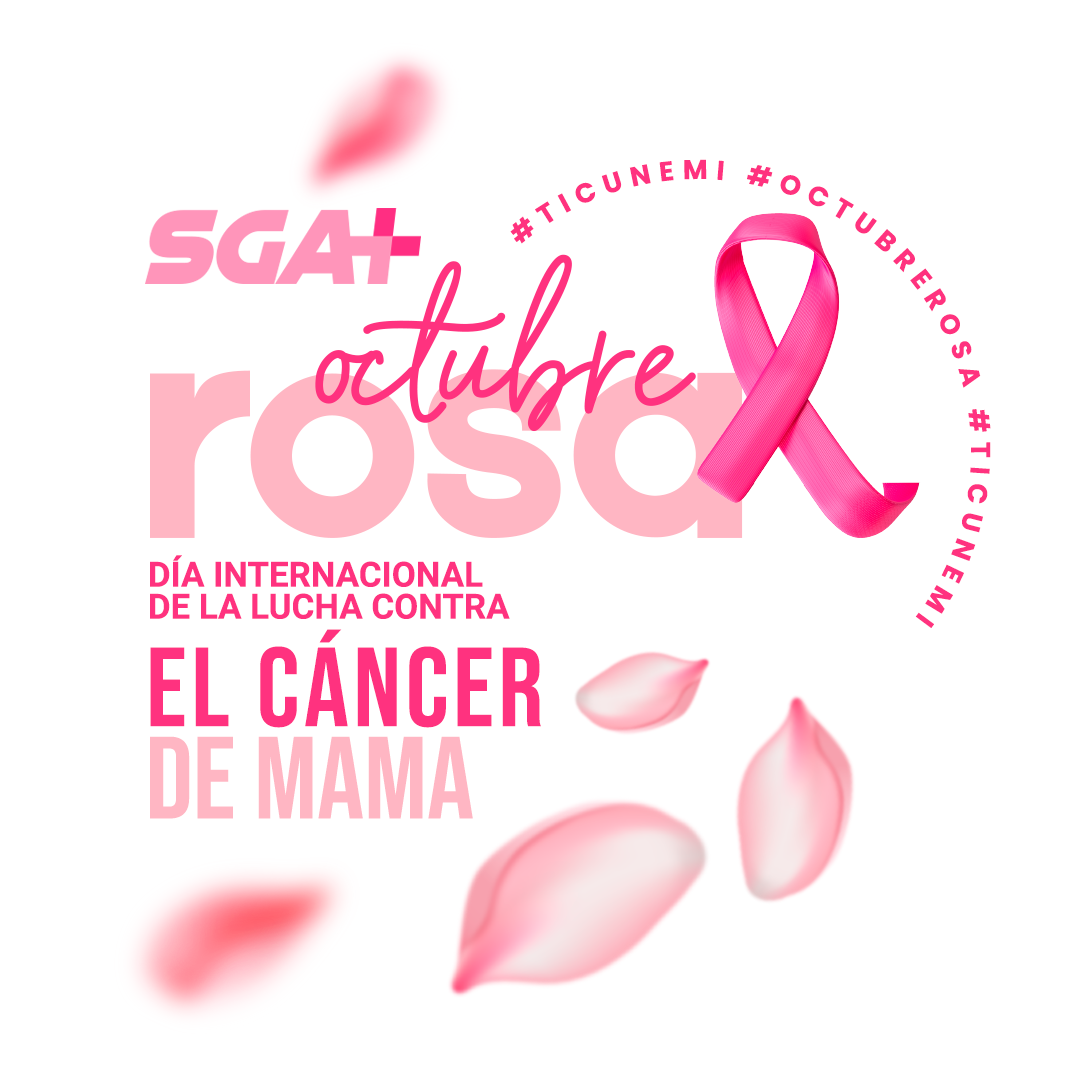 SGA+
#TICUNEMI #OCTUBREROSA #TICUNEMI
octubre
rosa
DÍA INTERNACIONAL
DE LA LUCHA CONTRA
EL CÁNCER
DE MAMA